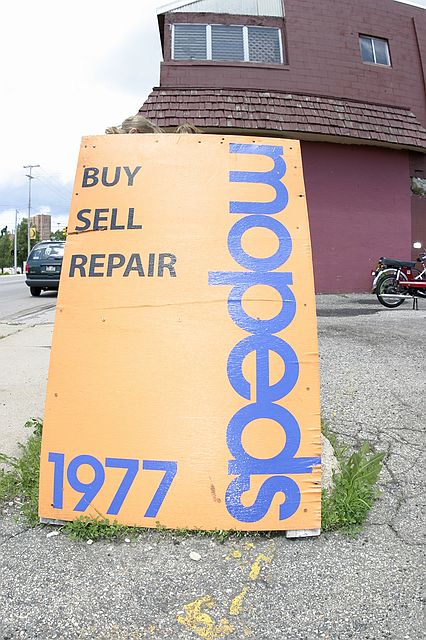 BUY
SELL
REPAIR
mopeds
1977